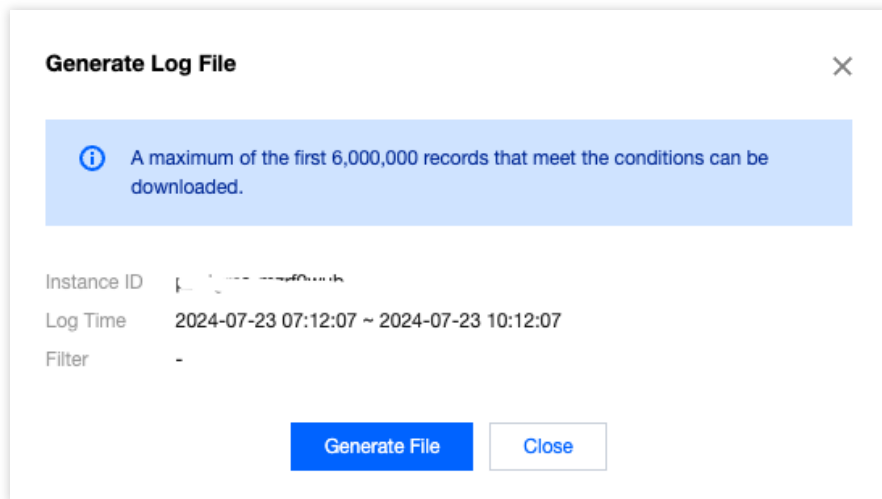 Generate Log File
A maximum of the first 6,000,000 records that meet the conditions can be
downloaded.
Instance ID
Log Time 2024-07-23 07:12:07 ~ 2024-07-23 10:12:07
Filter -
Generate File Close